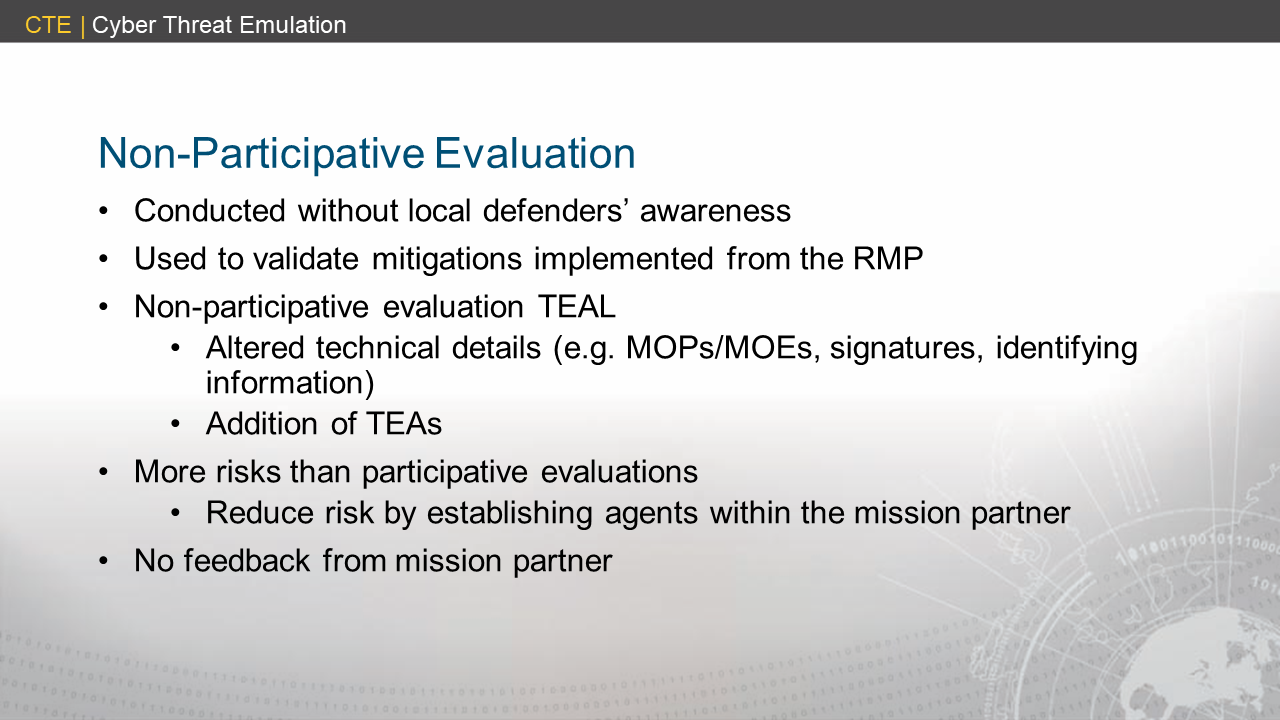 CTE | Cyber Threat Emulation
Non-Participative Evaluation
• Conducted without local defenders’ awareness
• Used to validate mitigations implemented from the RMP
• Non-participative evaluation TEAL
• Altered technical details (e.g. MOPs/MOEs, signatures, identifying
information)
• Addition of TEAs
• More risks than participative evaluations
• Reduce risk by establishing agents within the mission partner
• No feedback from mission partner